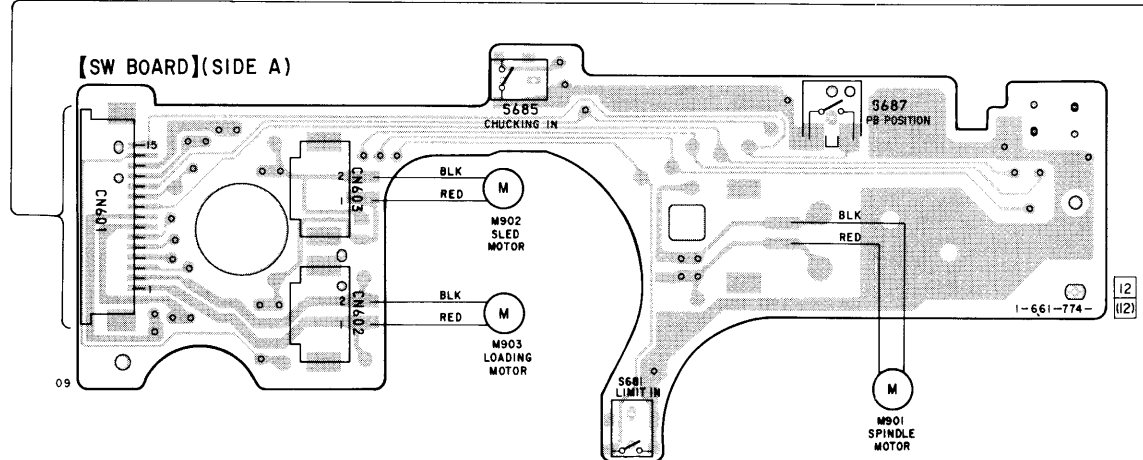 【SW BOARD】(SIDE A)
S685
CHUCKING IN
S687
PB POSITION
15
CN601
1
2
CN603
1
BLK
RED
M
M902
SLED
MOTOR
2
CN602
1
BLK
RED
M
M903
LOADING
MOTOR
BLK
RED
M
M901
SPINDLE
MOTOR
S681
LIMIT IN
1-661-774-
12
(12)
09